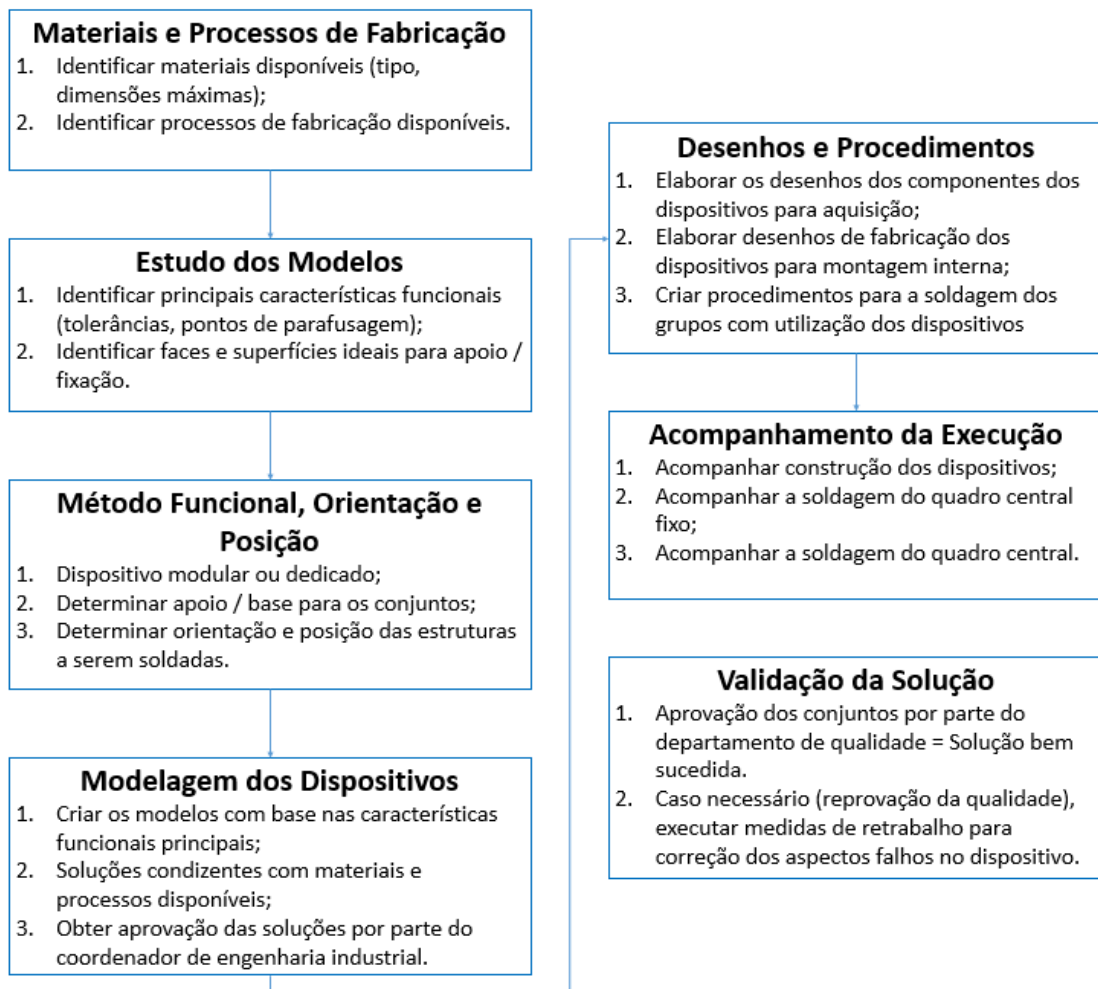 Materiais e Processos de Fabricação
1. Identificar materiais disponíveis (tipo,
dimensões máximas);
2. Identificar processos de fabricação disponíveis.
Estudo dos Modelos
1. Identificar principais características funcionais
(tolerâncias, pontos de parafusagem);
2. Identificar faces e superfícies ideais para apoio /
fixação.
Método Funcional, Orientação e
Posição
1. Dispositivo modular ou dedicado;
2. Determinar apoio / base para os conjuntos;
3. Determinar orientação e posição das estruturas
a serem soldadas.
Modelagem dos Dispositivos
1. Criar os modelos com base nas características
funcionais principais;
2. Soluções condizentes com materiais e
processos disponíveis;
3. Obter aprovação das soluções por parte do
coordenador de engenharia industrial.
Desenhos e Procedimentos
1. Elaborar os desenhos dos componentes dos
dispositivos para aquisição;
2. Elaborar desenhos de fabricação dos
dispositivos para montagem interna;
3. Criar procedimentos para a soldagem dos
grupos com utilização dos dispositivos
Acompanhamento da Execução
1. Acompanhar construção dos dispositivos;
2. Acompanhar a soldagem do quadro central
fixo;
3. Acompanhar a soldagem do quadro central.
Validação da Solução
1. Aprovação dos conjuntos por parte do
departamento de qualidade = Solução bem
sucedida.
2. Caso necessário (reprovação da qualidade),
executar medidas de retrabalho para
correção dos aspectos falhos no dispositivo.